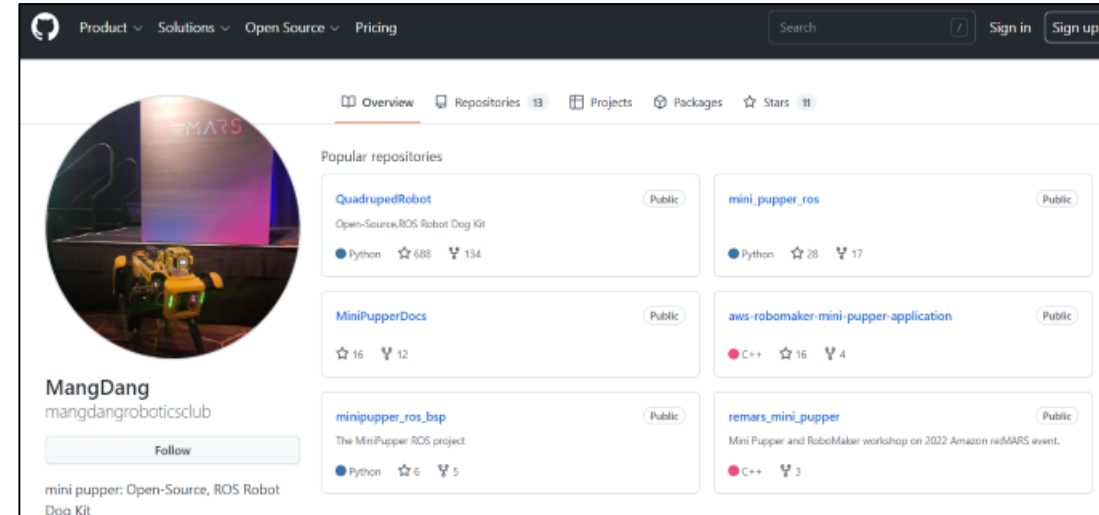 Product Solutions Open Source Pricing Search / Sign in Sign up
Overview Repositories 13 Projects Packages Stars 11
Popular repositories
QuadrupedRobot Public
Open-Source,ROS Robot Dog Kit
Python 688 134
mini_pupper_ros Public
Python 28 17
MiniPupperDocs Public
16 12
aws-robomaker-mini-pupper-application Public
C++ 16 4
minipupper_ros_bsp Public
The MiniPupper ROS project
Python 6 5
remars_mini_pupper Public
Mini Pupper and RoboMaker workshop on 2022 Amazon redMARS event.
C++ 3
MARS
MangDang
mangdangroboticsclub
Follow
mini pupper: Open-Source, ROS Robot
Dog Kit